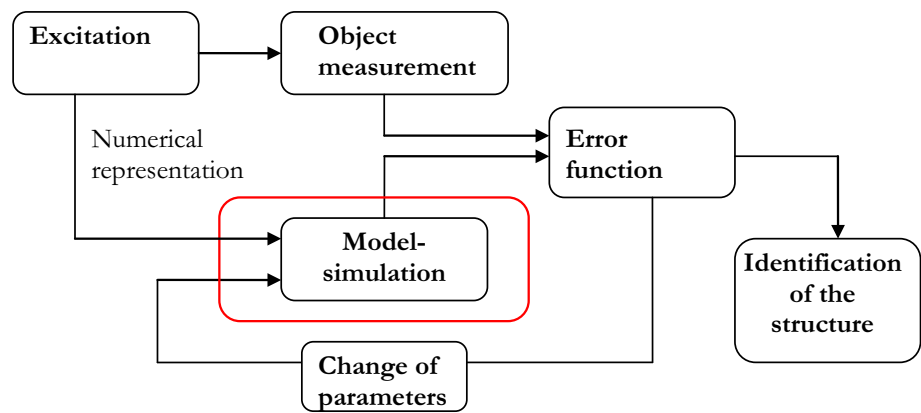 Excitation
Object
measurement
Numerical
representation
Error
function
Model-
simulation
Identification
of the
structure
Change of
parameters